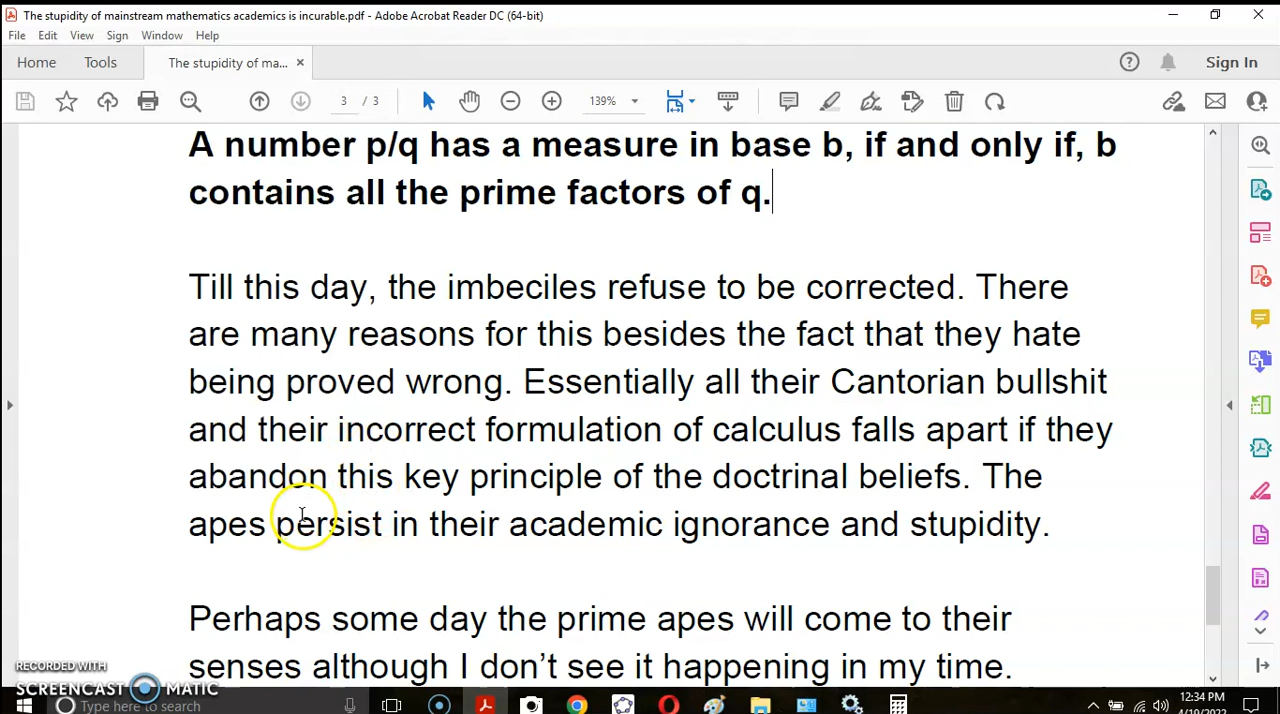 The stupidity of mainstream mathematics academics is incurable.pdf - Adobe Acrobat Reader DC (64-bit)
File Edit View Sign Window Help
Home Tools The stupidity of ma... ×
Sign In
3 / 3 139%
A number p/q has a measure in base b, if and only if, b
contains all the prime factors of q.
Till this day, the imbeciles refuse to be corrected. There
are many reasons for this besides the fact that they hate
being proved wrong. Essentially all their Cantorian bullshit
and their incorrect formulation of calculus falls apart if they
abandon this key principle of the doctrinal beliefs. The
apes persist in their academic ignorance and stupidity.
Perhaps some day the prime apes will come to their
senses although I don't see it happening in my time.
RECORDED WITH
SCREENCAST MATIC
Type here to search
12:34 PM
4/19/2022